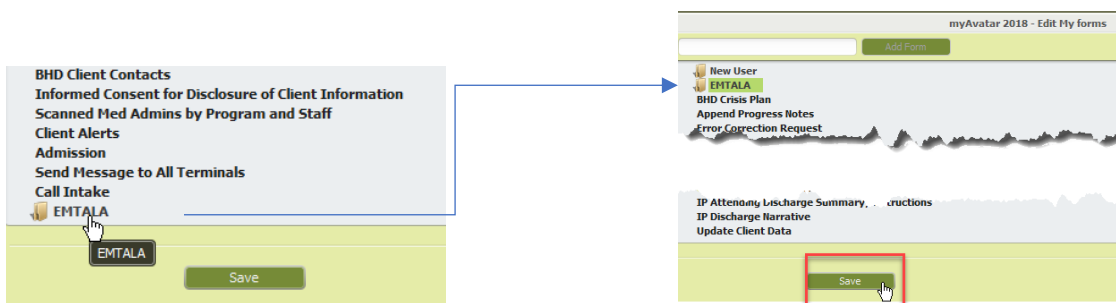 BHD Client Contacts
Informed Consent for Disclosure of Client Information
Scanned Med Admins by Program and Staff
Client Alerts
Admission
Send Message to All Terminals
Call Intake
EMTALA
EMTALA
Save
myAvatar 2018 - Edit My forms
Add Form
New User
EMTALA
BHD Crisis Plan
Append Progress Notes
Error Correction Request
IP Attending Discharge Summary,
IP Discharge Narrative
Update Client Data
Save